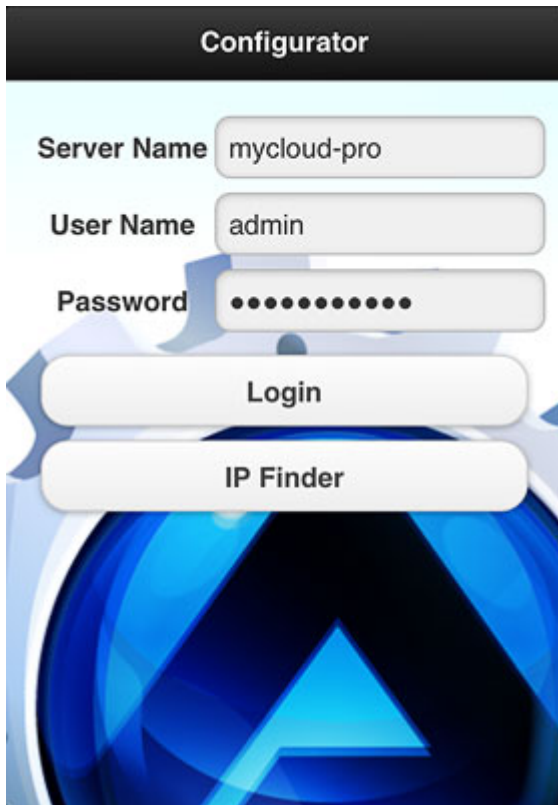 Configurator
Server Name mycloud-pro
User Name admin
Password •••••••••••
Login
IP Finder